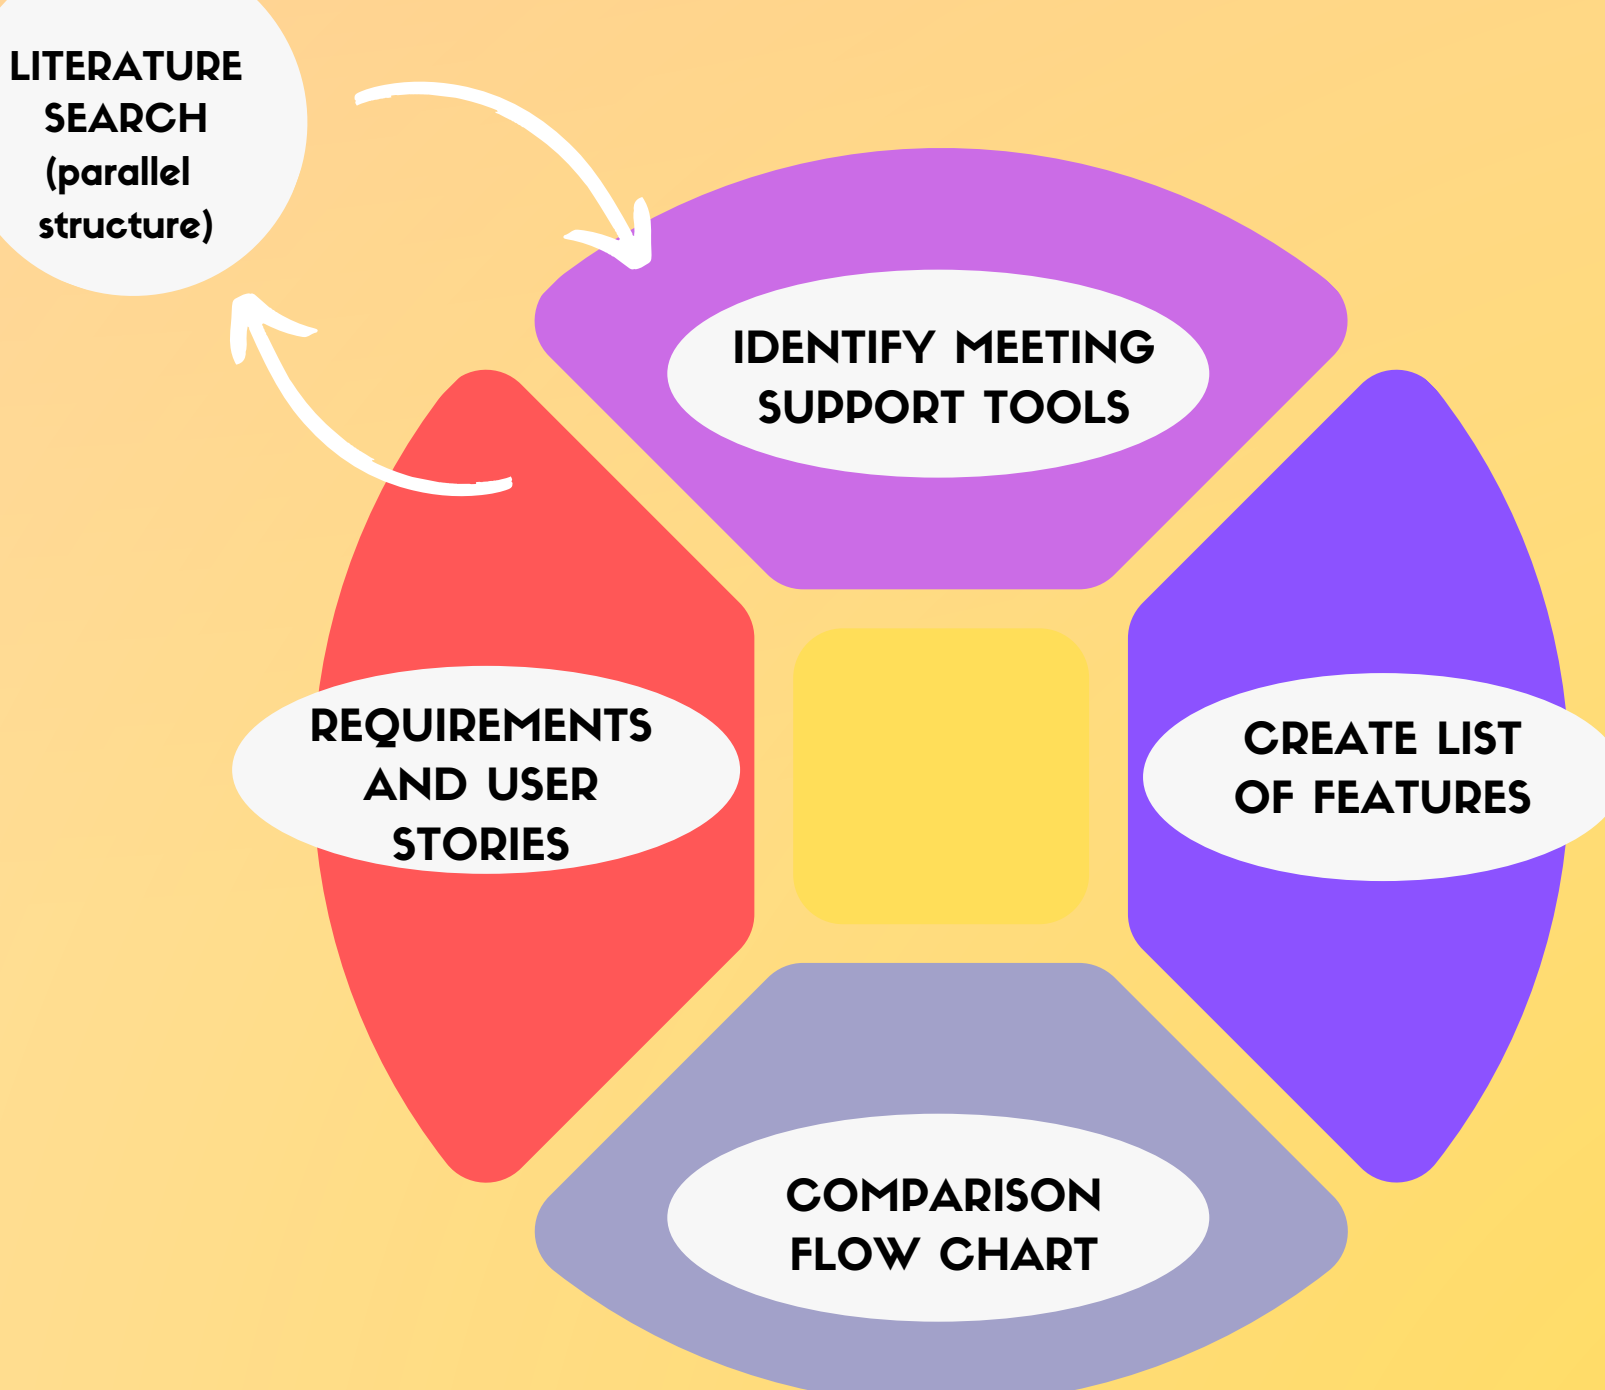 LITERATURE
SEARCH
(parallel
structure)
IDENTIFY MEETING
SUPPORT TOOLS
REQUIREMENTS
AND USER
STORIES
CREATE LIST
OF FEATURES
COMPARISON
FLOW CHART